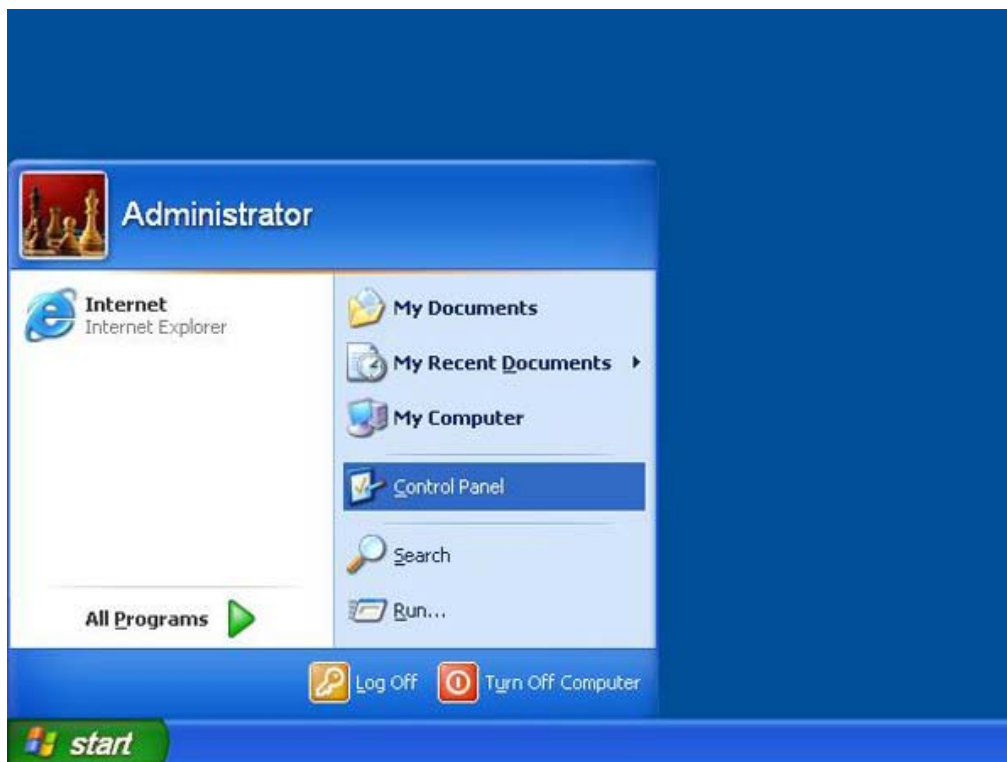 Administrator
Internet
Internet Explorer
All Programs
My Documents
My Recent Documents
My Computer
Control Panel
Search
Run...
Log Off
Turn Off Computer
start